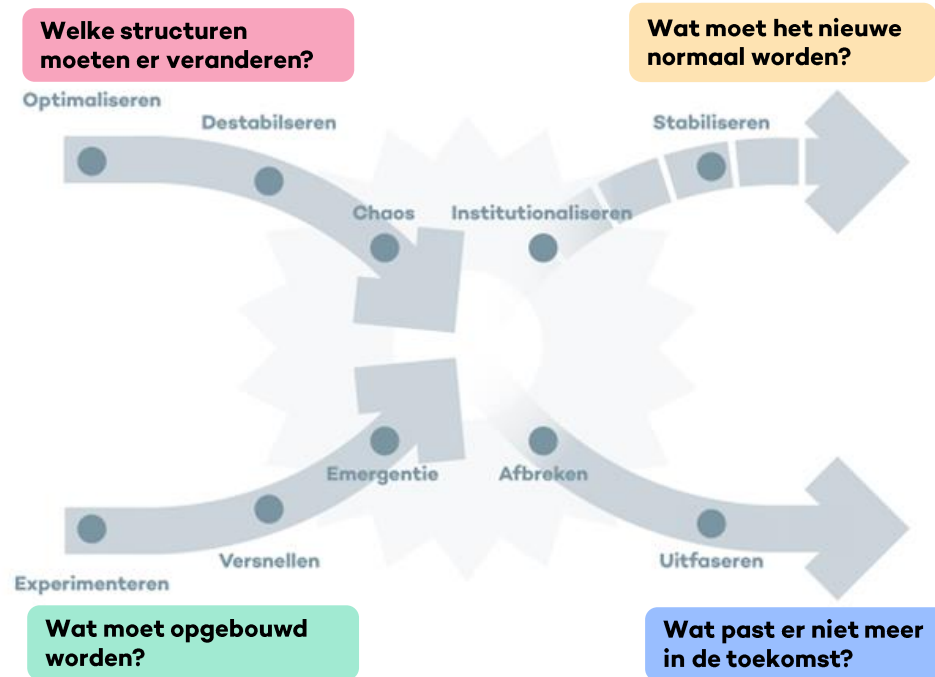 Welke structuren
moeten er veranderen?
Wat moet het nieuwe
normaal worden?
Optimaliseren
Destabilseren
Stabiliseren
Chaos
Institutionaliseren
Emergentie
Afbreken
Versnellen
Uitfaseren
Experimenteren
Wat moet opgebouwd
worden?
Wat past er niet meer
in de toekomst?